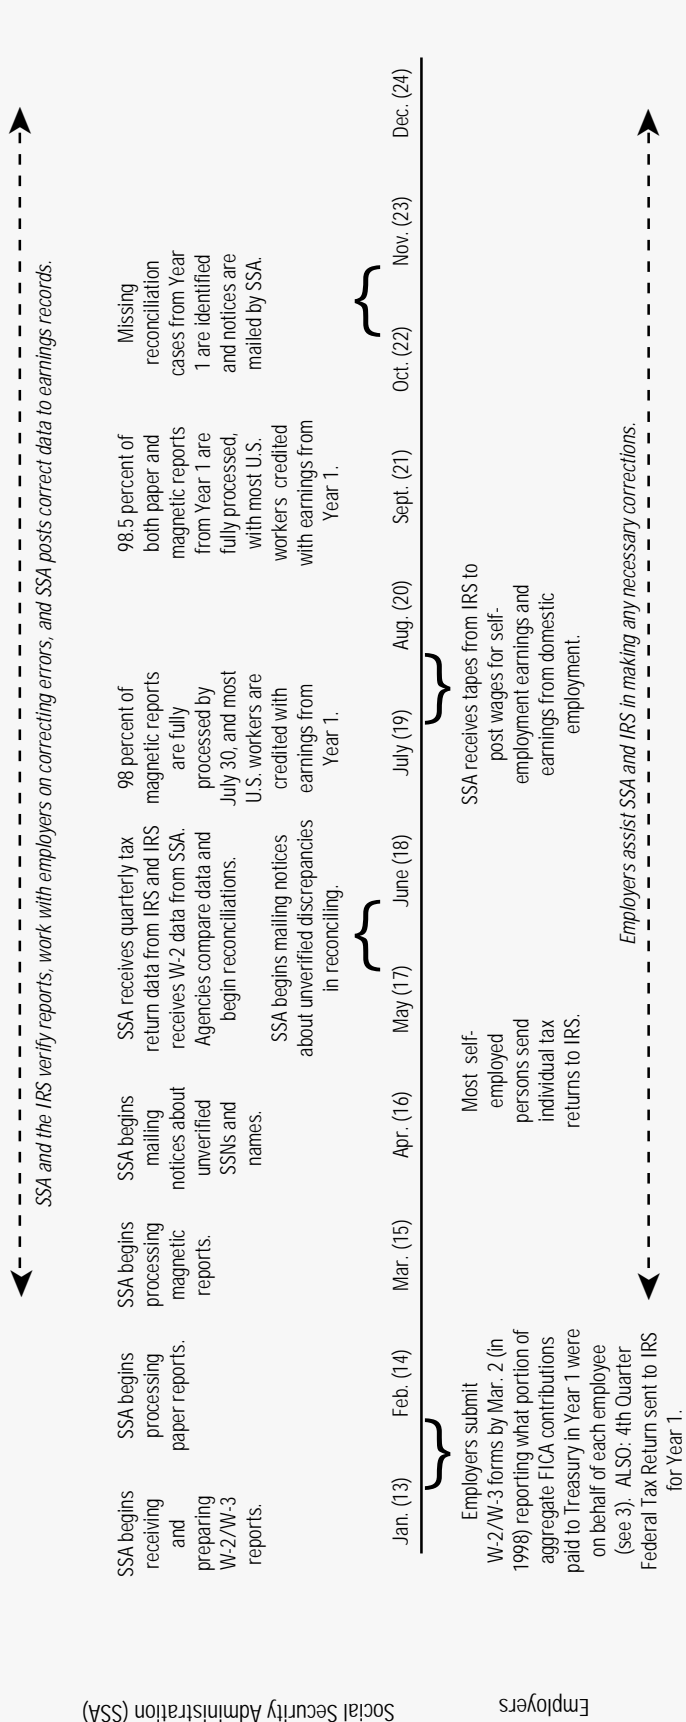 SSA and the IRS verify reports, work with employers on correcting errors, and SSA posts correct data to earnings records.
Social Security Administration (SSA)
SSA begins
receiving
and
preparing
W-2/W-3
reports.
SSA begins
processing
paper reports.
SSA begins
processing
magnetic
reports.
SSA begins
mailing
notices about
unverified
SSNs and
names.
SSA receives quarterly tax
return data from IRS and IRS
receives W-2 data from SSA.
Agencies compare data and
begin reconciliations.
SSA begins mailing notices
about unverified discrepancies
in reconciling.
98 percent of
magnetic reports
are fully
processed by
July 30, and most
U.S. workers are
credited with
earnings from
Year 1.
98.5 percent of
both paper and
magnetic reports
from Year 1 are
fully processed,
with most U.S.
workers credited
with earnings from
Year 1.
Missing
reconciliation
cases from Year
1 are identified
and notices are
mailed by SSA.
Jan. (13) Feb. (14) Mar. (15) Apr. (16) May (17) June (18) July (19) Aug. (20) Sept. (21) Oct. (22) Nov. (23) Dec. (24)
Employers
Employers submit
W-2/W-3 forms by Mar. 2 (in
1998) reporting what portion of
aggregate FICA contributions
paid to Treasury in Year 1 were
on behalf of each employee
(see 3). ALSO: 4th Quarter
Federal Tax Return sent to IRS
for Year 1.
Most self-
employed
persons send
individual tax
returns to IRS.
SSA receives tapes from IRS to
post wages for self-
employment earnings and
earnings from domestic
employment.
Employers assist SSA and IRS in making any necessary corrections.